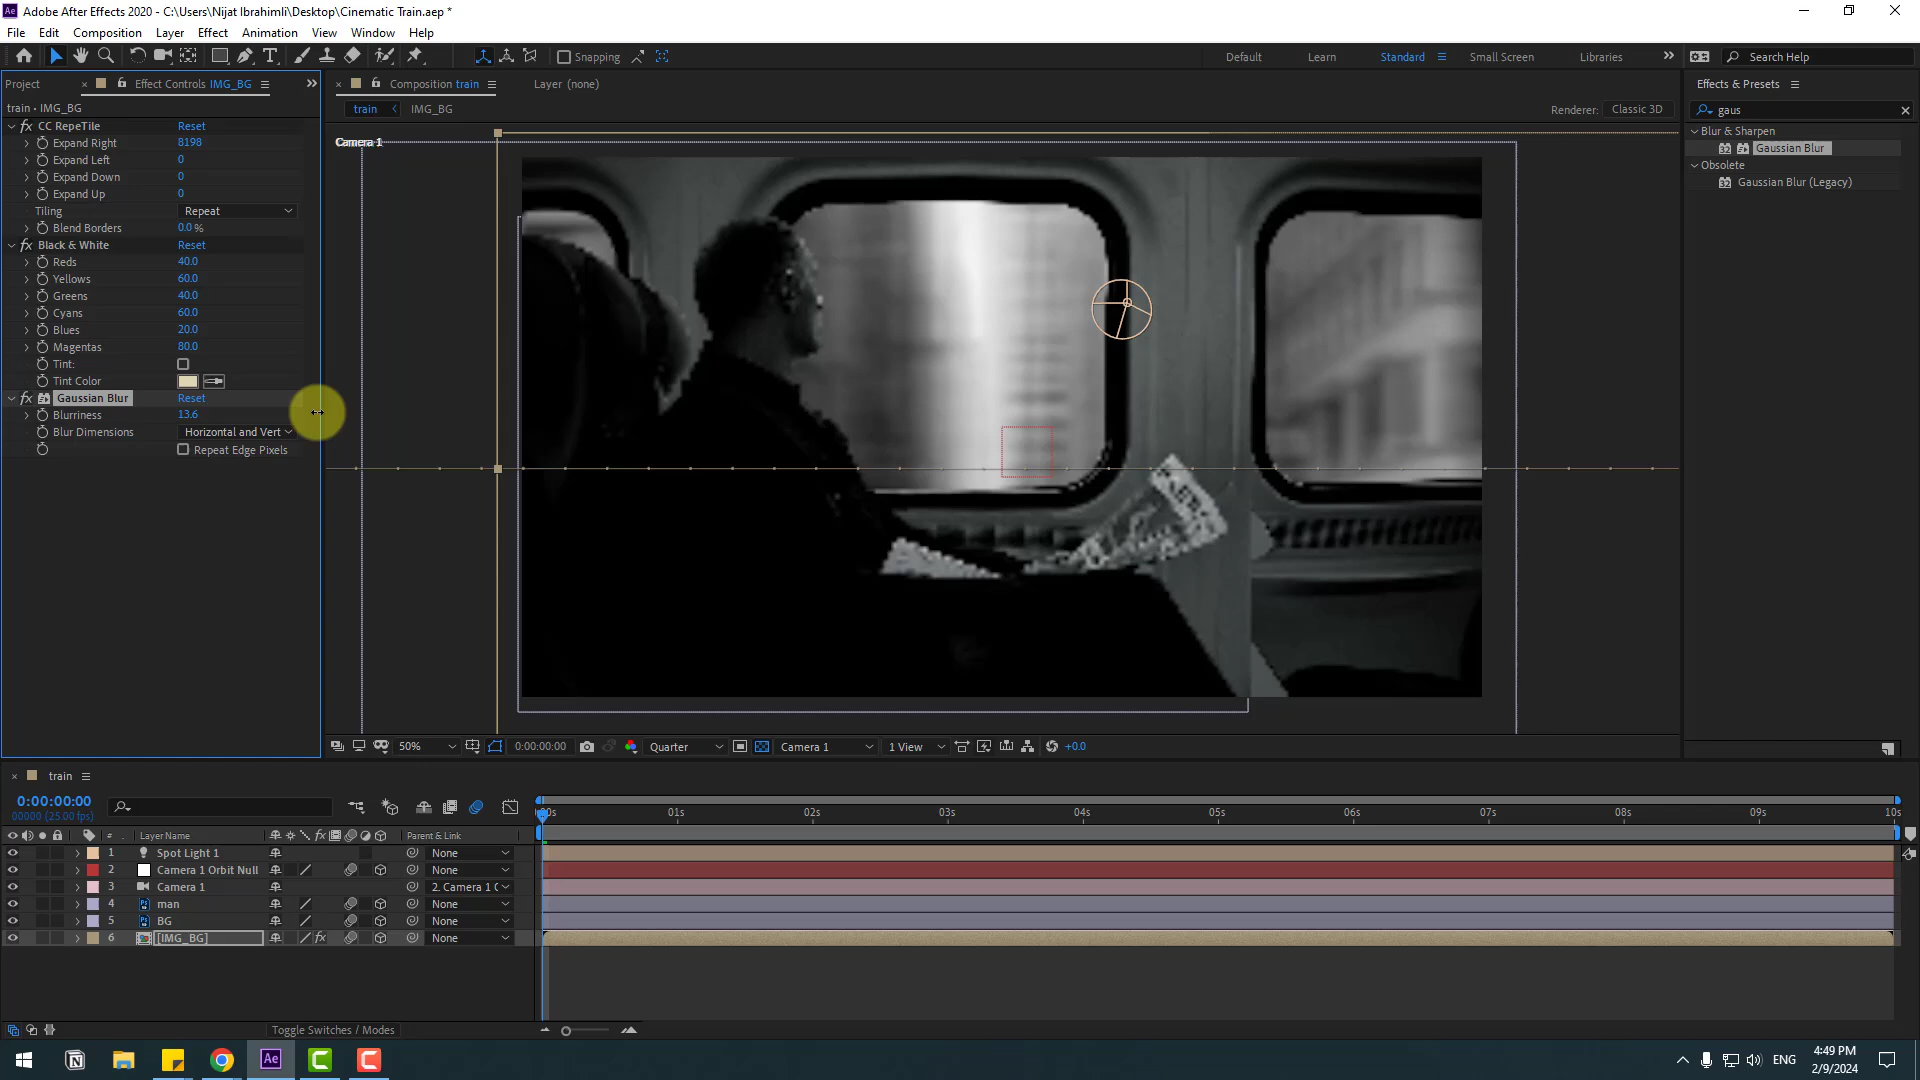 Adobe After Effects 2020 - C:\Users\Nijat Ibrahimli\Desktop\Cinematic Train.aep *
File Edit Composition Layer Effect Animation View Window Help
Snapping Default Learn Standard Small Screen Libraries Search Help
Project Effect Controls IMG_BG
train • IMG_BG
fx CC RepeTile Reset
Expand Right 8198
Expand Left 0
Expand Down 0
Expand Up 0
Tiling Repeat
Blend Borders 0.0 %
fx Black & White Reset
Reds 40.0
Yellows 60.0
Greens 40.0
Cyans 60.0
Blues 20.0
Magentas 80.0
Tint:
Tint Color
fx Gaussian Blur Reset
Blurriness 13.6
Blur Dimensions Horizontal and Vert
Repeat Edge Pixels
Composition train Layer (none)
train IMG_BG Renderer: Classic 3D
Camera 1
50% 0:00:00:00 Quarter Camera 1 1 View +0.0
Effects & Presets
gaus
Blur & Sharpen
32 Gaussian Blur
Obsolete
32 Gaussian Blur (Legacy)
train
0:00:00:00
00000 (25.00 fps)
:00s 01s 02s 03s 04s 05s 06s 07s 08s 09s 10s
# Layer Name fx Parent & Link
1 Spot Light 1 None
2 Camera 1 Orbit Null None
3 Camera 1 2. Camera 1 O
4 man None
5 BG None
6 [IMG_BG] fx None
Toggle Switches / Modes
Ae ENG 4:49 PM
2/9/2024